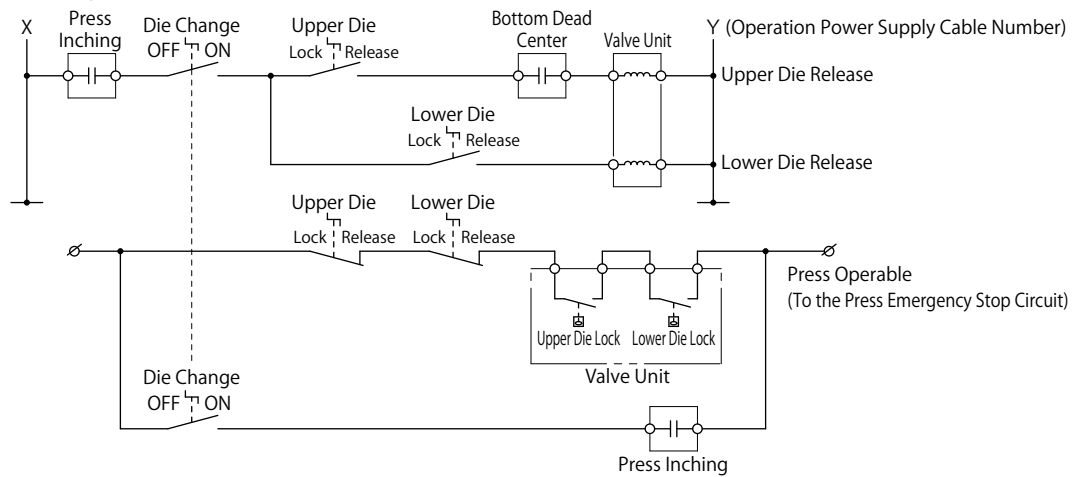 X
Press
Inching
Die Change
OFF ON
Upper Die
Lock Release
Bottom Dead
Center
Valve Unit
Y (Operation Power Supply Cable Number)
Upper Die Release
Lower Die
Lock Release
Lower Die Release
Upper Die
Lock Release
Lower Die
Lock Release
Press Operable
(To the Press Emergency Stop Circuit)
Upper Die Lock
Lower Die Lock
Valve Unit
Die Change
OFF ON
Press Inching